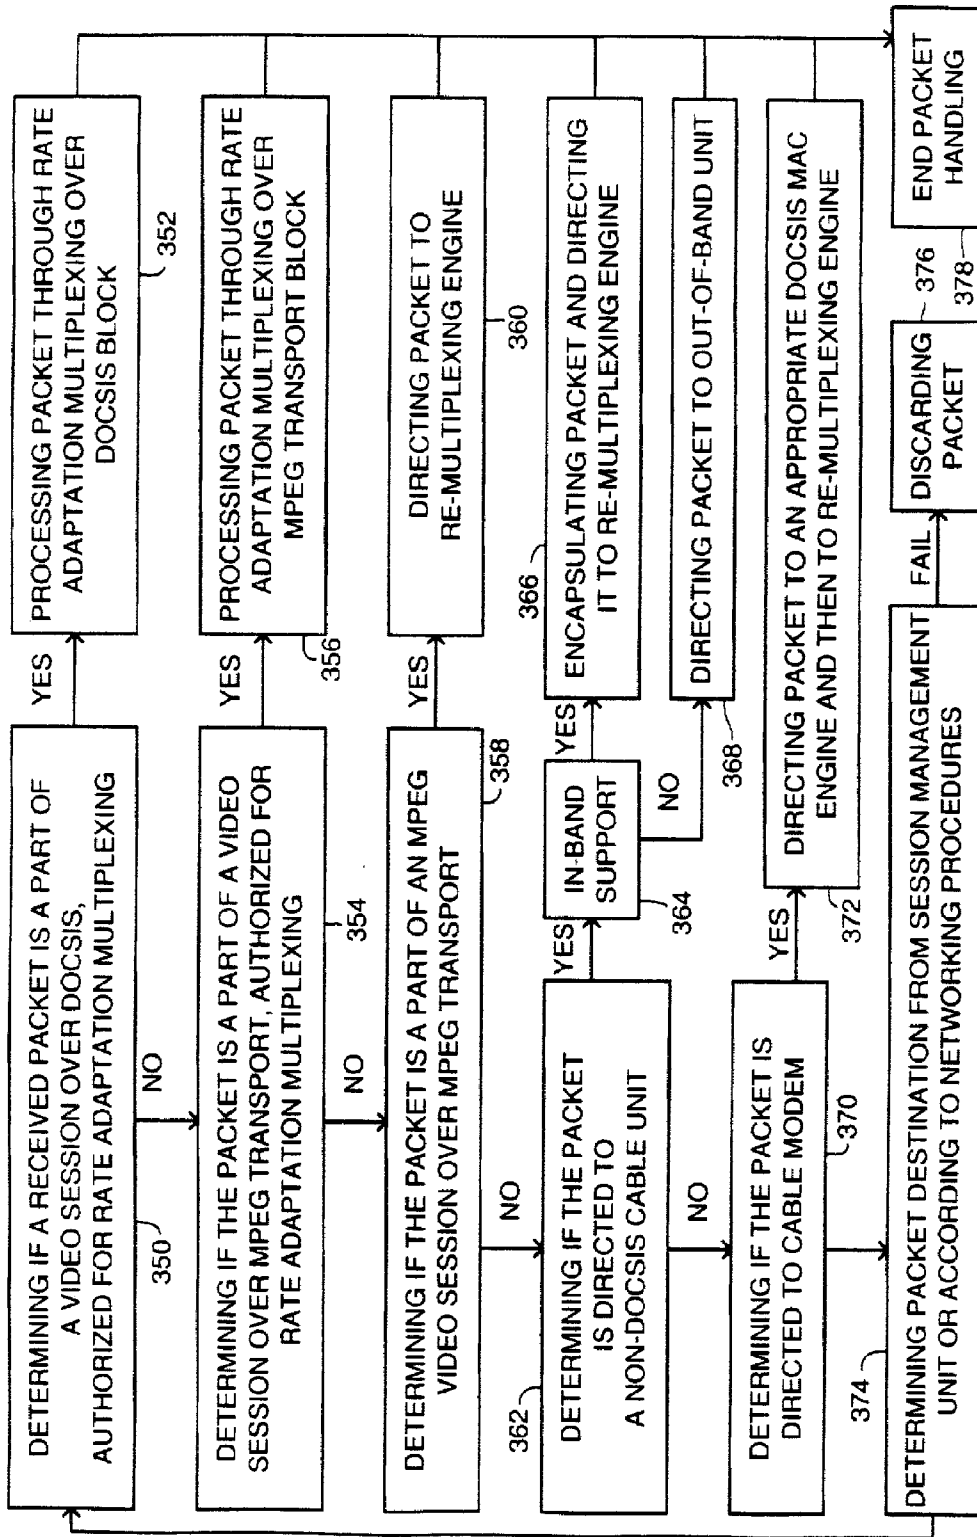 DETERMINING IF A RECEIVED PACKET IS A PART OF
A VIDEO SESSION OVER DOCSIS,
AUTHORIZED FOR RATE ADAPTATION MULTIPLEXING
350
YES
PROCESSING PACKET THROUGH RATE
ADAPTATION MULTIPLEXING OVER
DOCSIS BLOCK
352
NO
DETERMINING IF THE PACKET IS A PART OF A VIDEO
SESSION OVER MPEG TRANSPORT, AUTHORIZED FOR
RATE ADAPTATION MULTIPLEXING
354
YES
PROCESSING PACKET THROUGH RATE
ADAPTATION MULTIPLEXING OVER
MPEG TRANSPORT BLOCK
356
NO
DETERMINING IF THE PACKET IS A PART OF AN MPEG
VIDEO SESSION OVER MPEG TRANSPORT
358
YES
DIRECTING PACKET TO
RE-MULTIPLEXING ENGINE
360
NO
362
DETERMINING IF THE PACKET
IS DIRECTED TO
A NON-DOCSIS CABLE UNIT
YES
IN-BAND
SUPPORT
364
YES
366
ENCAPSULATING PACKET AND DIRECTING
IT TO RE-MULTIPLEXING ENGINE
NO
DIRECTING PACKET TO OUT-OF-BAND UNIT
368
NO
DETERMINING IF THE PACKET IS
DIRECTED TO CABLE MODEM
370
YES
DIRECTING PACKET TO AN APPROPRIATE DOCSIS MAC
ENGINE AND THEN TO RE-MULTIPLEXING ENGINE
372
374
DETERMINING PACKET DESTINATION FROM SESSION MANAGEMENT
UNIT OR ACCORDING TO NETWORKING PROCEDURES
FAIL
DISCARDING
PACKET
376
END PACKET
HANDLING
378